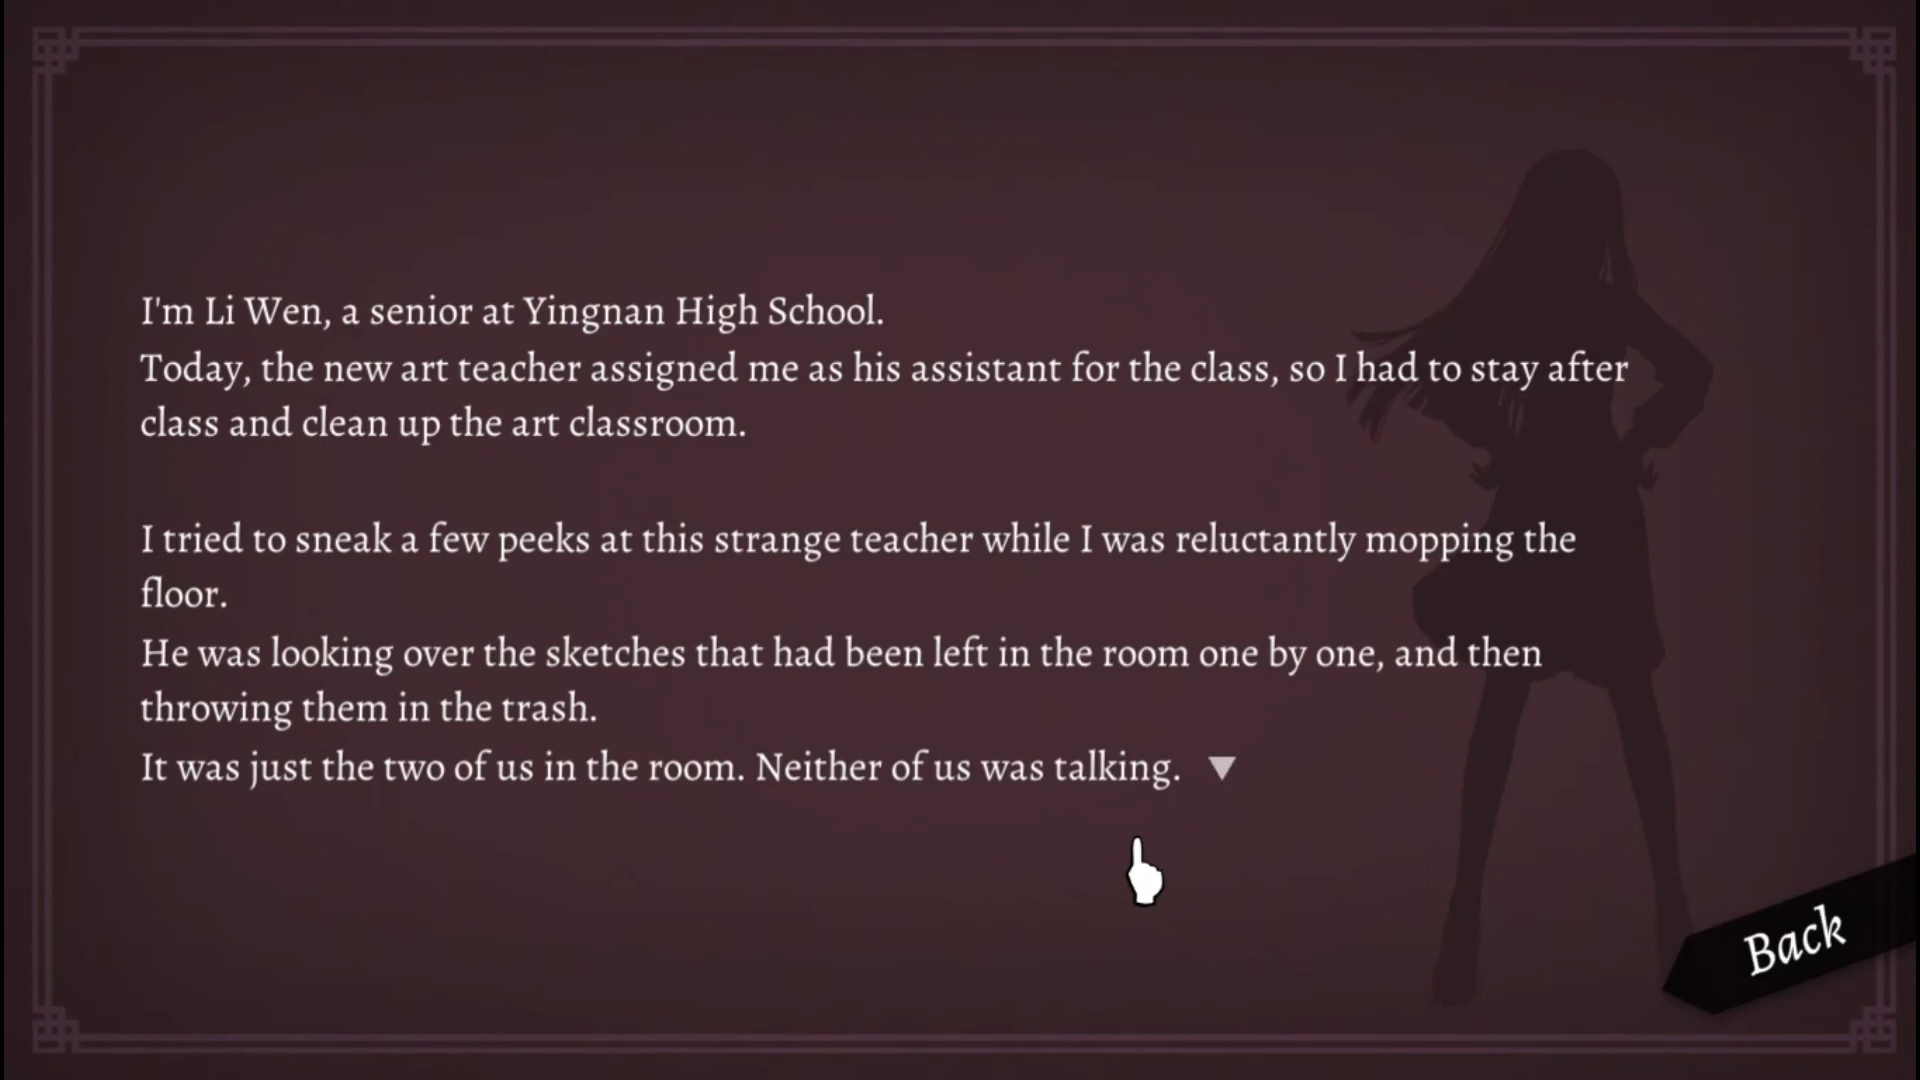 I'm Li Wen, a senior at Yingnan High School.
Today, the new art teacher assigned me as his assistant for the class, so I had to stay after
class and clean up the art classroom.
I tried to sneak a few peeks at this strange teacher while I was reluctantly mopping the
floor.
He was looking over the sketches that had been left in the room one by one, and then
throwing them in the trash.
It was just the two of us in the room. Neither of us was talking.
Back